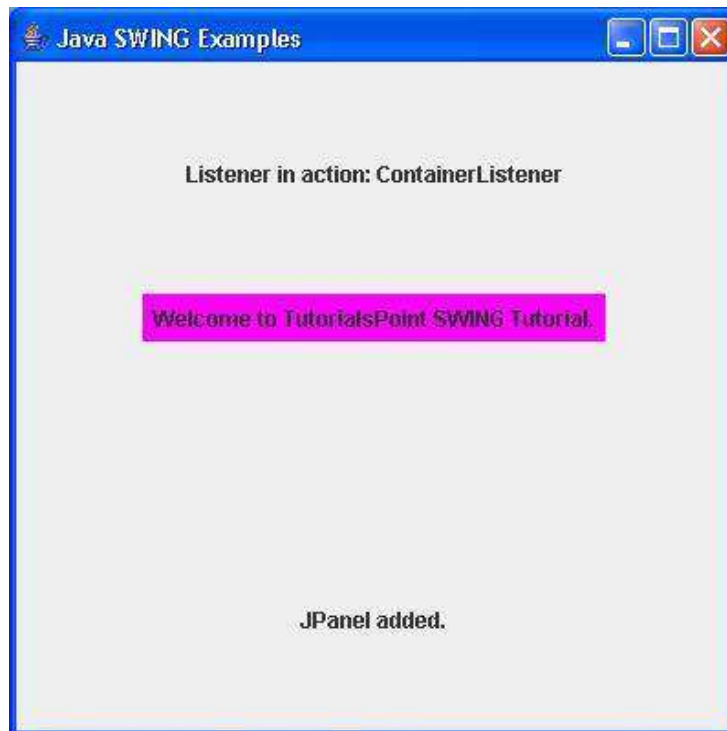 Java SWING Examples
Listener in action: ContainerListener
Welcome to TutorialsPoint SWING Tutorial.
JPanel added.